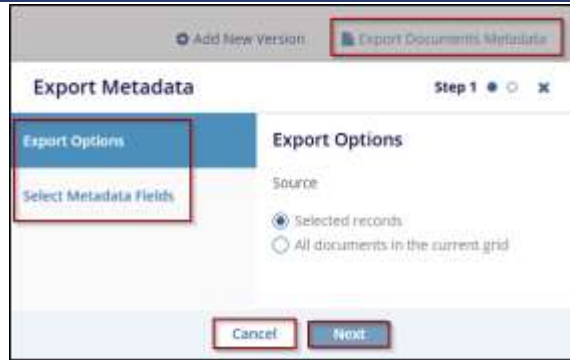 Add New Version
Export Documents Metadata
Export Metadata
Step 1
Export Options
Select Metadata Fields
Export Options
Source
Selected records
All documents in the current grid
Cancel
Next